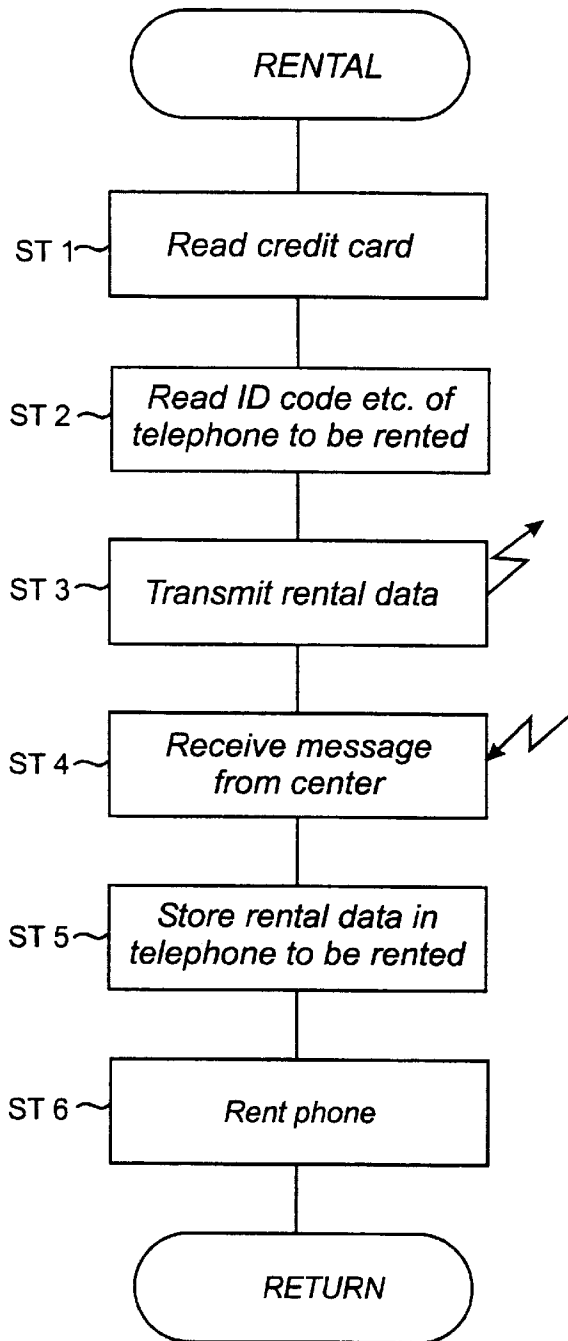 RENTAL
ST 1
Read credit card
ST 2
Read ID code etc. of
telephone to be rented
ST 3
Transmit rental data
ST 4
Receive message
from center
ST 5
Store rental data in
telephone to be rented
ST 6
Rent phone
RETURN